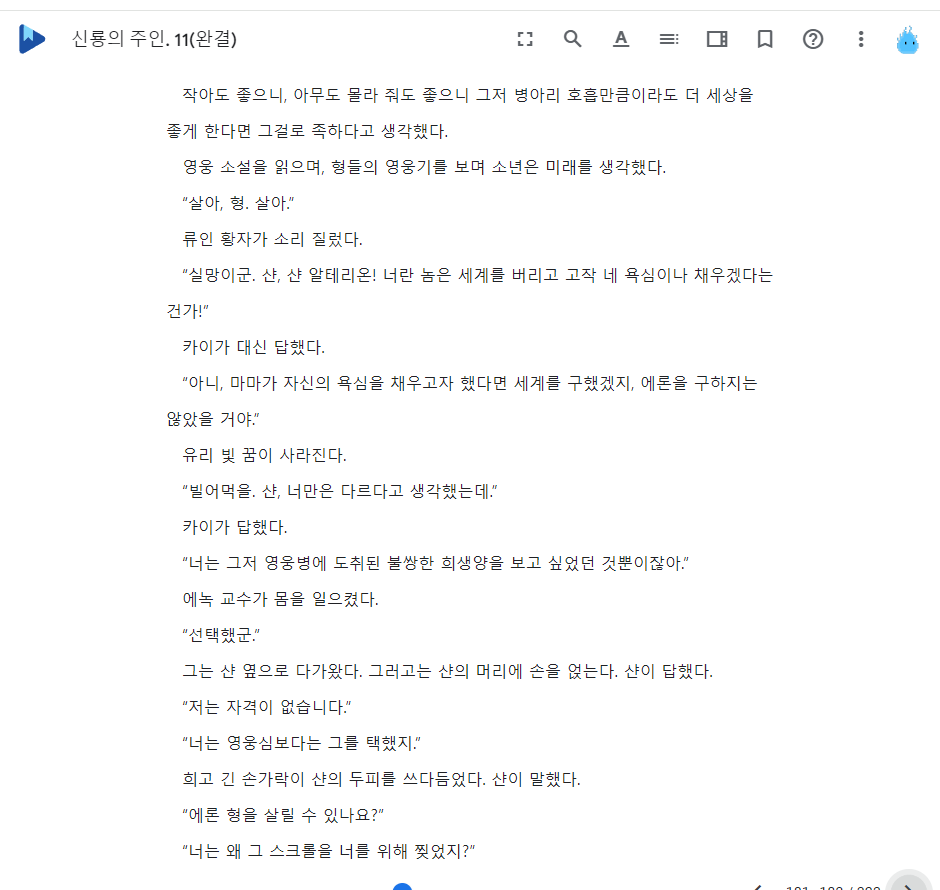 신룡의 주인. 11(완결)
작아도 좋으니, 아무도 몰라 줘도 좋으니 그저 병아리 호흡만큼이라도 더 세상을
좋게 한다면 그걸로 족하다고 생각했다.
영웅 소설을 읽으며, 형들의 영웅기를 보며 소년은 미래를 생각했다.
“살아, 형. 살아.”
류인 황자가 소리 질렀다.
“실망이군. 샨, 샨 알테리온! 너란 놈은 세계를 버리고 고작 네 욕심이나 채우겠다는
건가!”
카이가 대신 답했다.
“아니, 마마가 자신의 욕심을 채우고자 했다면 세계를 구했겠지, 에론을 구하지는
않았을 거야.”
유리 빛 꿈이 사라진다.
“빌어먹을. 샨, 너만은 다르다고 생각했는데.”
카이가 답했다.
“너는 그저 영웅병에 도취된 불쌍한 희생양을 보고 싶었던 것뿐이잖아.”
에녹 교수가 몸을 일으켰다.
“선택했군.”
그는 샨 옆으로 다가왔다. 그러고는 샨의 머리에 손을 얹는다. 샨이 답했다.
“저는 자격이 없습니다.”
“너는 영웅심보다는 그를 택했지.”
희고 긴 손가락이 샨의 두피를 쓰다듬었다. 샨이 말했다.
“에론 형을 살릴 수 있나요?”
“너는 왜 그 스크롤을 너를 위해 찢었지?”